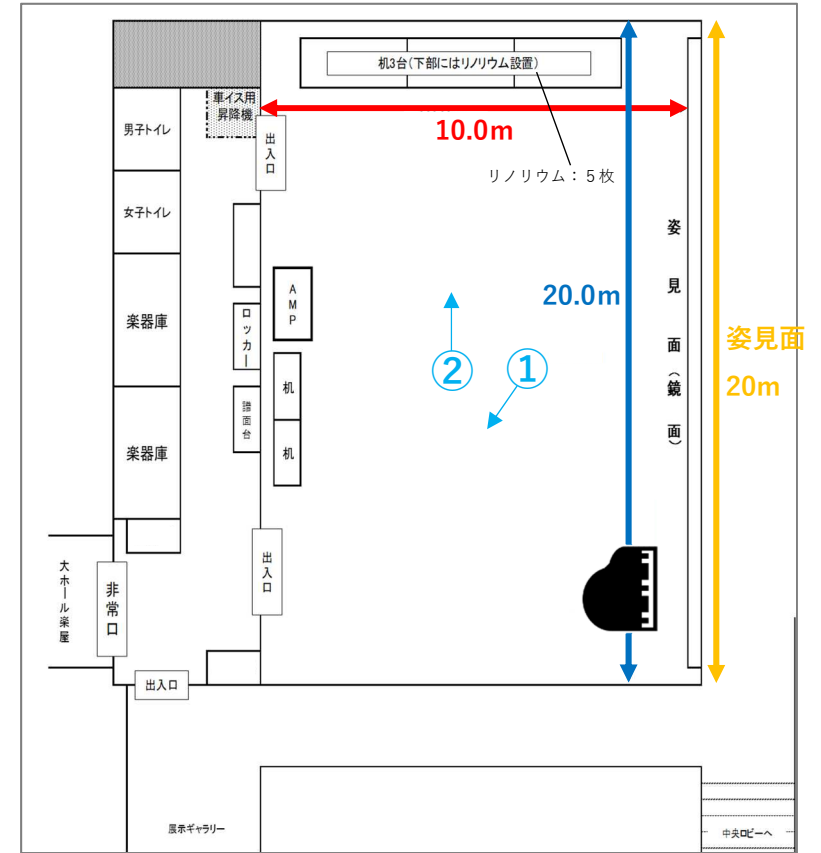 机3台(下部にはリノリウム設置)
車イス用
昇降機
10.0m
男子トイレ
出入口
リノリウム：5枚
女子トイレ
姿見面(鏡面)
AMP
20.0m
楽器庫
ロッカー
姿見面
20m
②
①
机
譜面台
楽器庫
机
出入口
大ホール楽屋
非常口
出入口
展示ギャラリー
中央ロビーへ